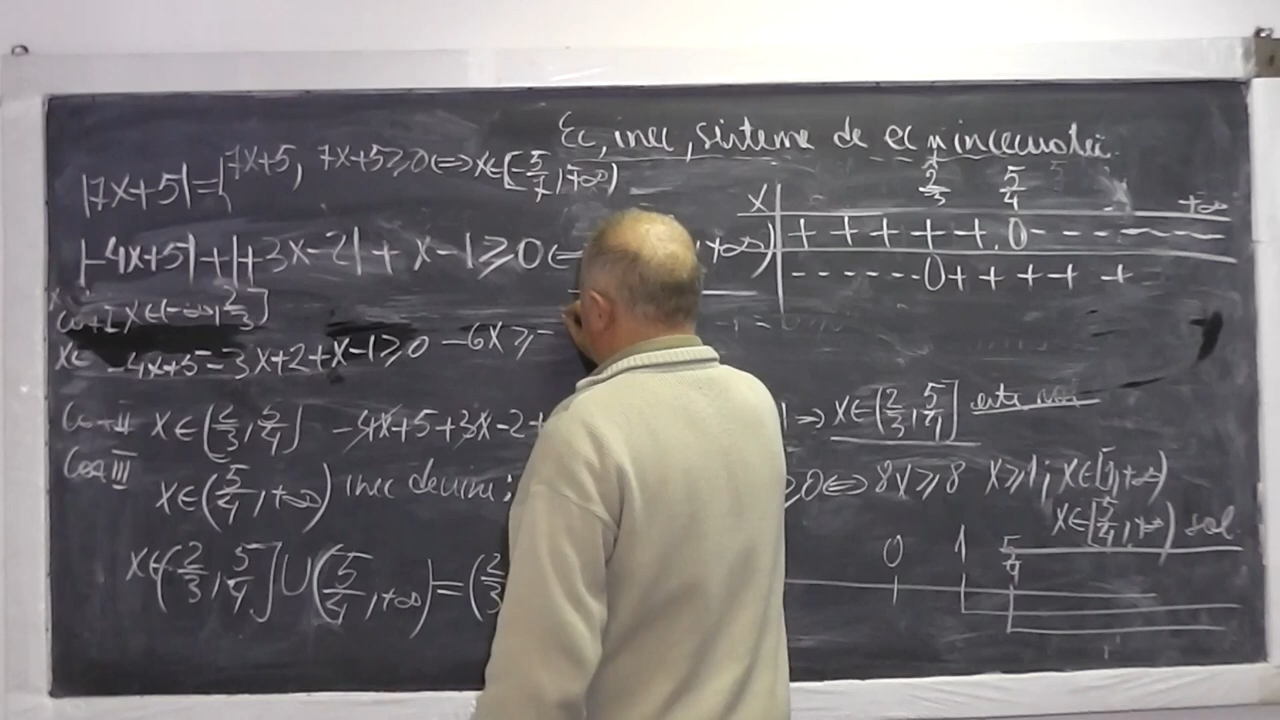 Ec, inec, sisteme de ec și inecuații.
|7x+5|={7x+5, 7x+5≥0⇔x∈[-5/7,+∞)
|-4x+5|+|+3x-2|+x-1≥0⇔ ,+∞)
Caz I x∈(-∞,2/3]
x∈ -4x+5-3x+2+x-1≥0 -6x≥-
Caz II x∈(2/3,5/4] -4x+5+3x-2+ 1⇒x∈(2/3,5/4] este
Caz III
x∈(5/4,+∞) inec devine: ≥0⇔8x≥8 x≥1; x∈[1,+∞)
x∈[5/4,+∞) sol.
x∈(2/3,5/4]∪(5/4,+∞)=(2/3
x 2/3 5/4 +∞
+ + + + + 0 - - - - - -
- - - - - - 0 + + + + +
0 1 5/4